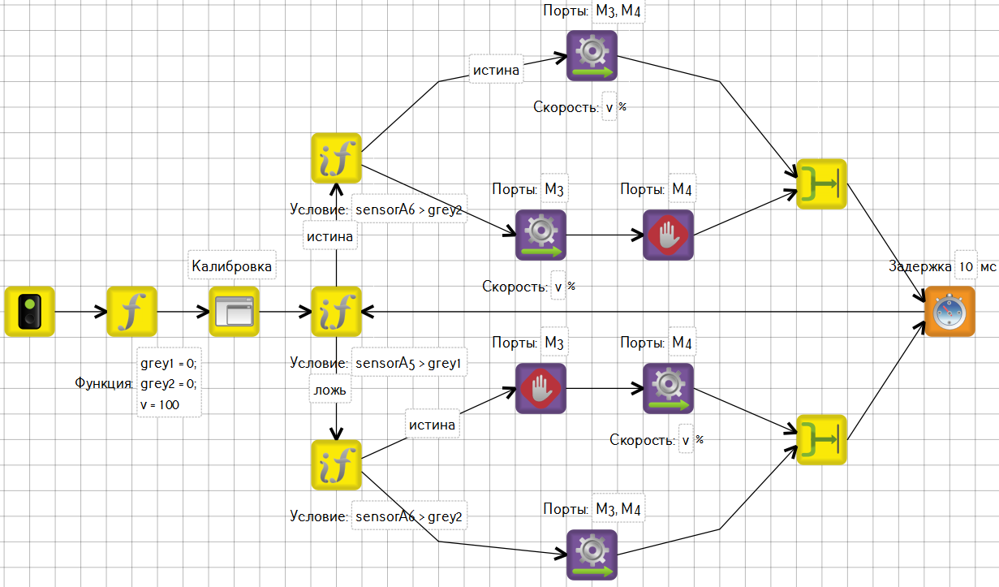 Порты: M3, M4
истина
Скорость: v %
Порты: M3
Порты: M4
Условие: sensorA6 > grey2
истина
Калибровка
Задержка 10 мс
Скорость: v %
Порты: M3
Порты: M4
Функция:
grey1 = 0;
grey2 = 0;
v = 100
Условие: sensorA5 > grey1
ложь
истина
Скорость: v %
Порты: M3, M4
Условие: sensorA6 > grey2